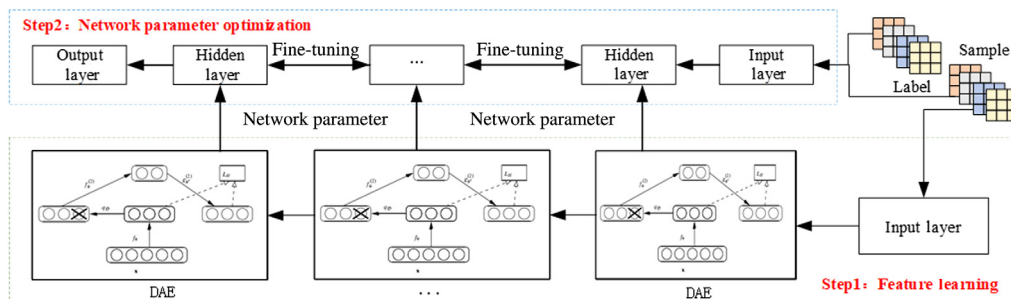 Step2：Network parameter optimization
Output layer
Hidden layer
Fine-tuning
...
Fine-tuning
Hidden layer
Input layer
Sample
Label
Network parameter
Network parameter
Input layer
DAE
...
DAE
Step1：Feature learning